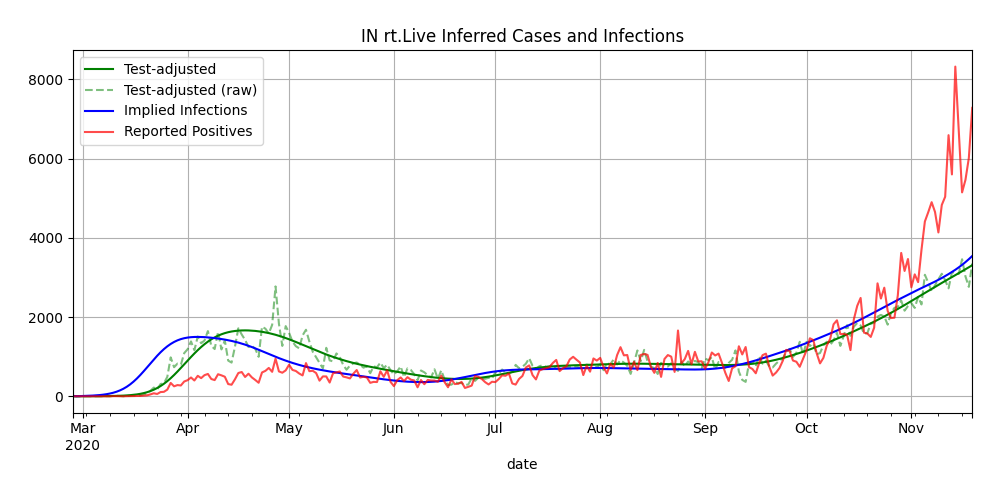 IN rt.Live Inferred Cases and Infections
Test-adjusted
Test-adjusted (raw)
Implied Infections
Reported Positives
8000
6000
4000
2000
0
Mar Apr May Jun Jul Aug Sep Oct Nov
2020
date